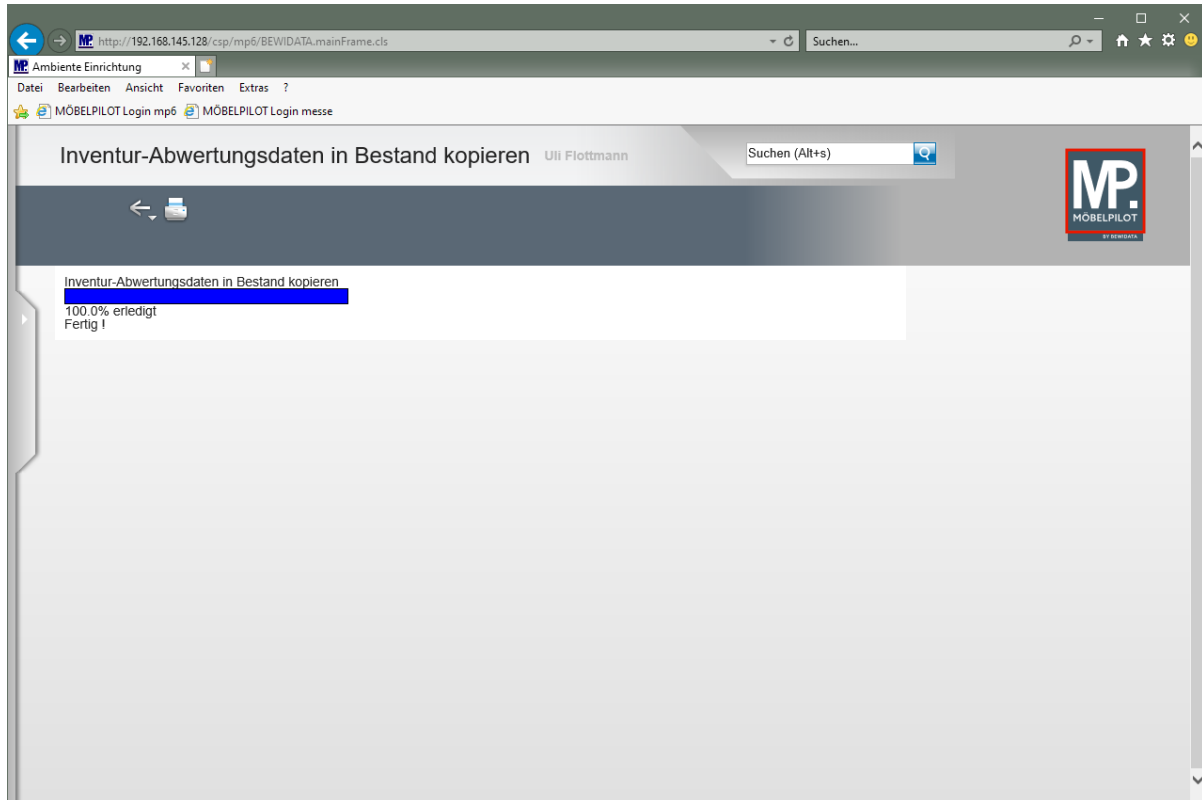 http://192.168.145.128/csp/mp6/BEWIDATA.mainFrame.cls
Suchen...
MP. Ambiente Einrichtung
Datei Bearbeiten Ansicht Favoriten Extras ?
MÖBELPILOT Login mp6 MÖBELPILOT Login messe
Inventur-Abwertungsdaten in Bestand kopieren Uli Flottmann
Suchen (Alt+s)
MP.
MÖBELPILOT
BY BEWIDATA
Inventur-Abwertungsdaten in Bestand kopieren
100.0% erledigt
Fertig !